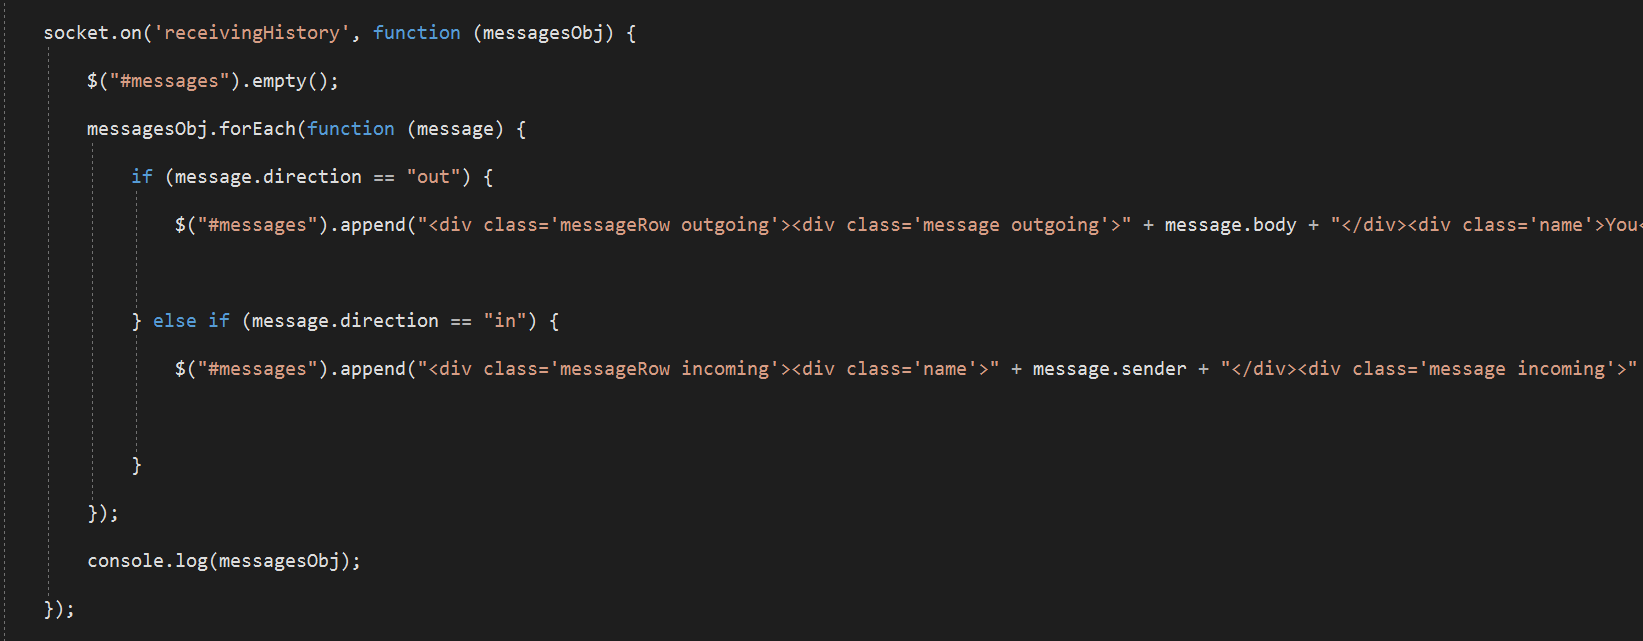 socket.on('receivingHistory', function (messagesObj) {
$("#messages").empty();
messagesObj.forEach(function (message) {
if (message.direction == "out") {
$("#messages").append("<div class='messageRow outgoing'><div class='message outgoing'>" + message.body + "</div><div class='name'>You<
} else if (message.direction == "in") {
$("#messages").append("<div class='messageRow incoming'><div class='name'>" + message.sender + "</div><div class='message incoming'>"
}
});
console.log(messagesObj);
});